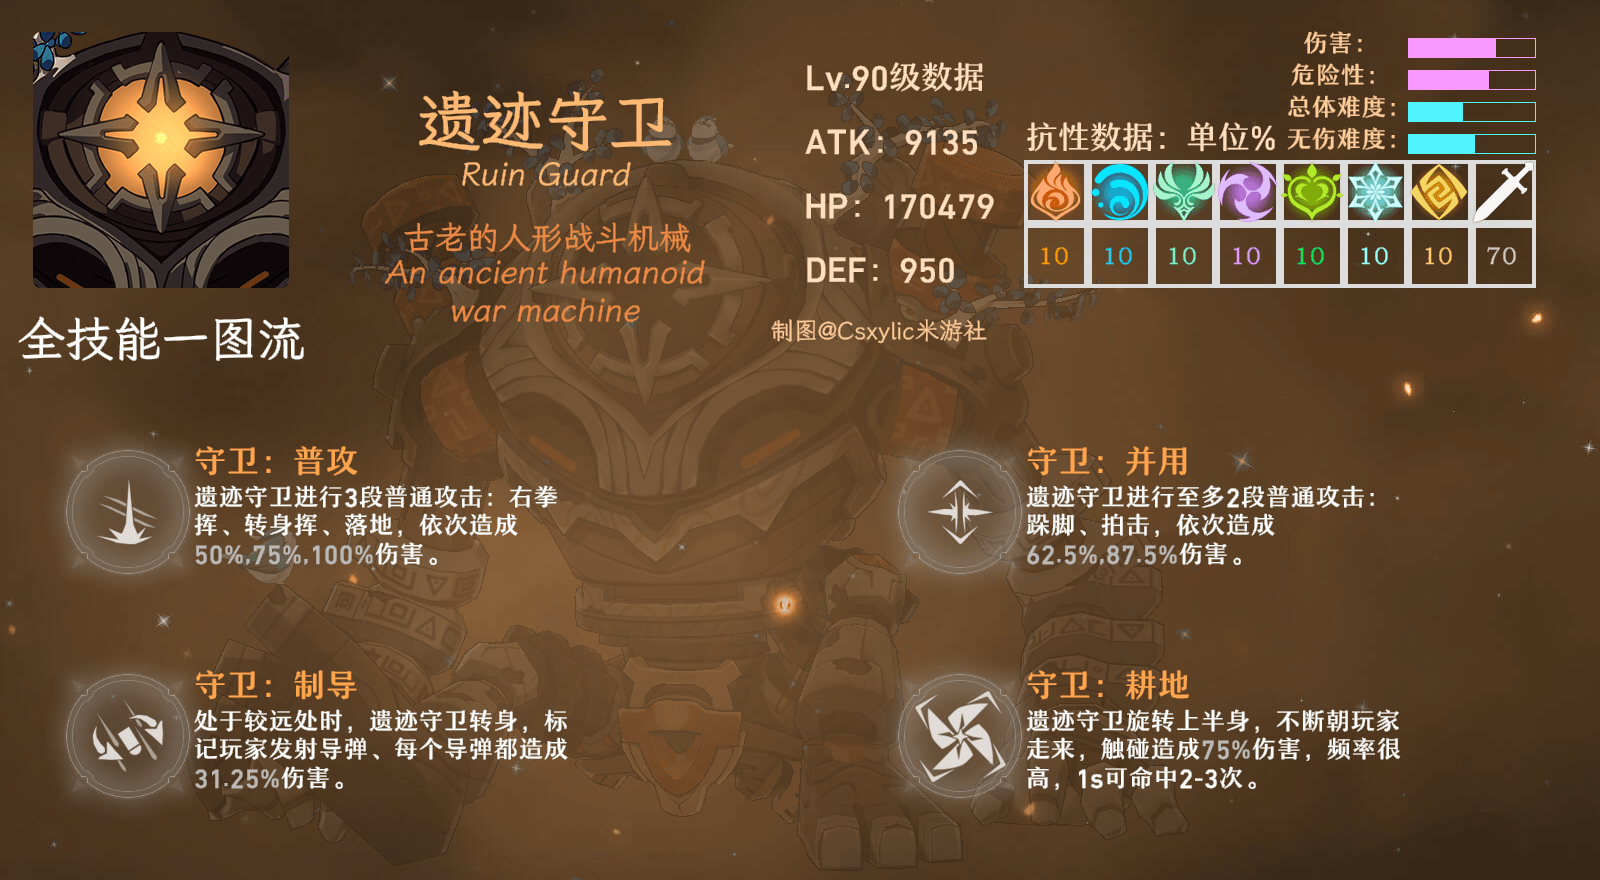 遗迹守卫
Ruin Guard
古老的人形战斗机械
An ancient humanoid
war machine
全技能一图流
Lv.90级数据
ATK：9135
HP：170479
DEF：950
制图@Csxylic米游社
伤害：
危险性：
总体难度：
无伤难度：
抗性数据：单位%
10 10 10 10 10 10 10 70
守卫：普攻
遗迹守卫进行3段普通攻击：右拳
挥、转身挥、落地，依次造成
50%,75%,100%伤害。
守卫：并用
遗迹守卫进行至多2段普通攻击：
跺脚、拍击，依次造成
62.5%,87.5%伤害。
守卫：制导
处于较远处时，遗迹守卫转身，标
记玩家发射导弹、每个导弹都造成
31.25%伤害。
守卫：耕地
遗迹守卫旋转上半身，不断朝玩家
走来，触碰造成75%伤害，频率很
高，1s可命中2-3次。